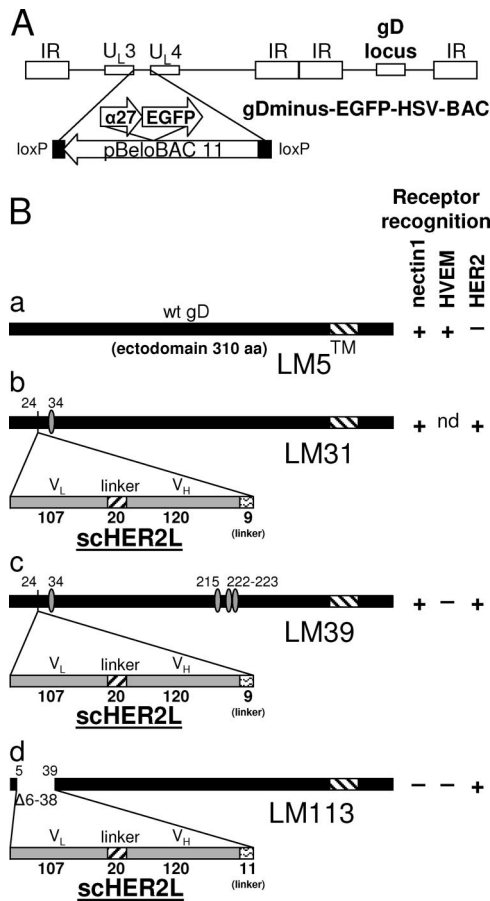 A
IR UL3 UL4 IR IR gD locus IR
gDminus-EGFP-HSV-BAC
α27 EGFP
loxP pBeloBAC 11 loxP
B
Receptor recognition
nectin1 HVEM HER2
a
wt gD
+ + −
(ectodomain 310 aa) TM
LM5
b
24 34
+ nd +
LM31
VL linker VH
107 20 120 9
(linker)
scHER2L
c
24 34 215 222-223
+ − +
LM39
VL linker VH
107 20 120 9
(linker)
scHER2L
d
5 39
− − +
Δ6-38
LM113
VL linker VH
107 20 120 11
(linker)
scHER2L